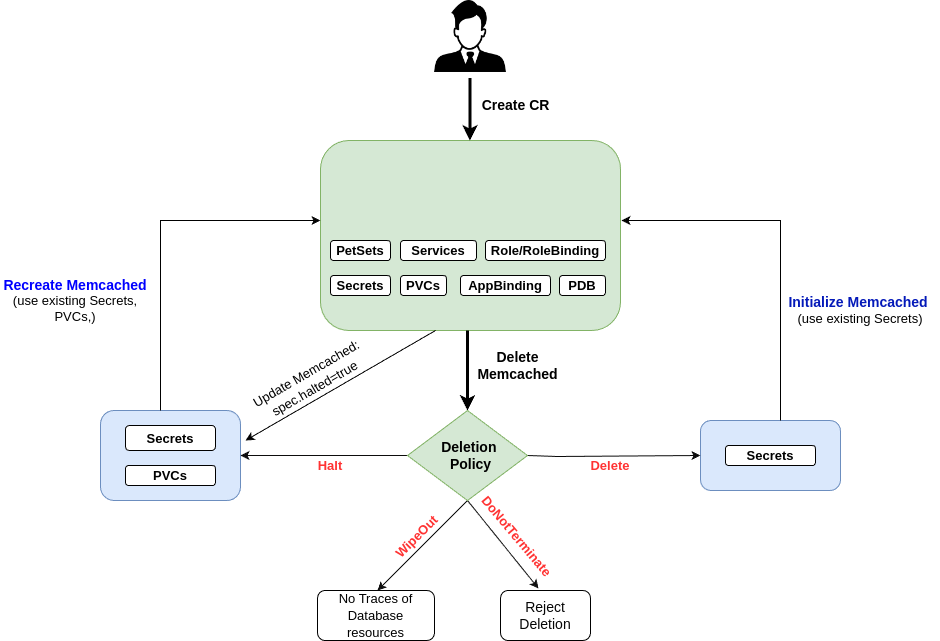 Create CR
PetSets
Services
Role/RoleBinding
Secrets
PVCs
AppBinding
PDB
Recreate Memcached
(use existing Secrets,
PVCs,)
Initialize Memcached
(use existing Secrets)
Update Memcached:
spec.halted=true
Delete
Memcached
Secrets
PVCs
Deletion
Policy
Halt
Delete
Secrets
WipeOut
DoNotTerminate
No Traces of
Database
resources
Reject
Deletion